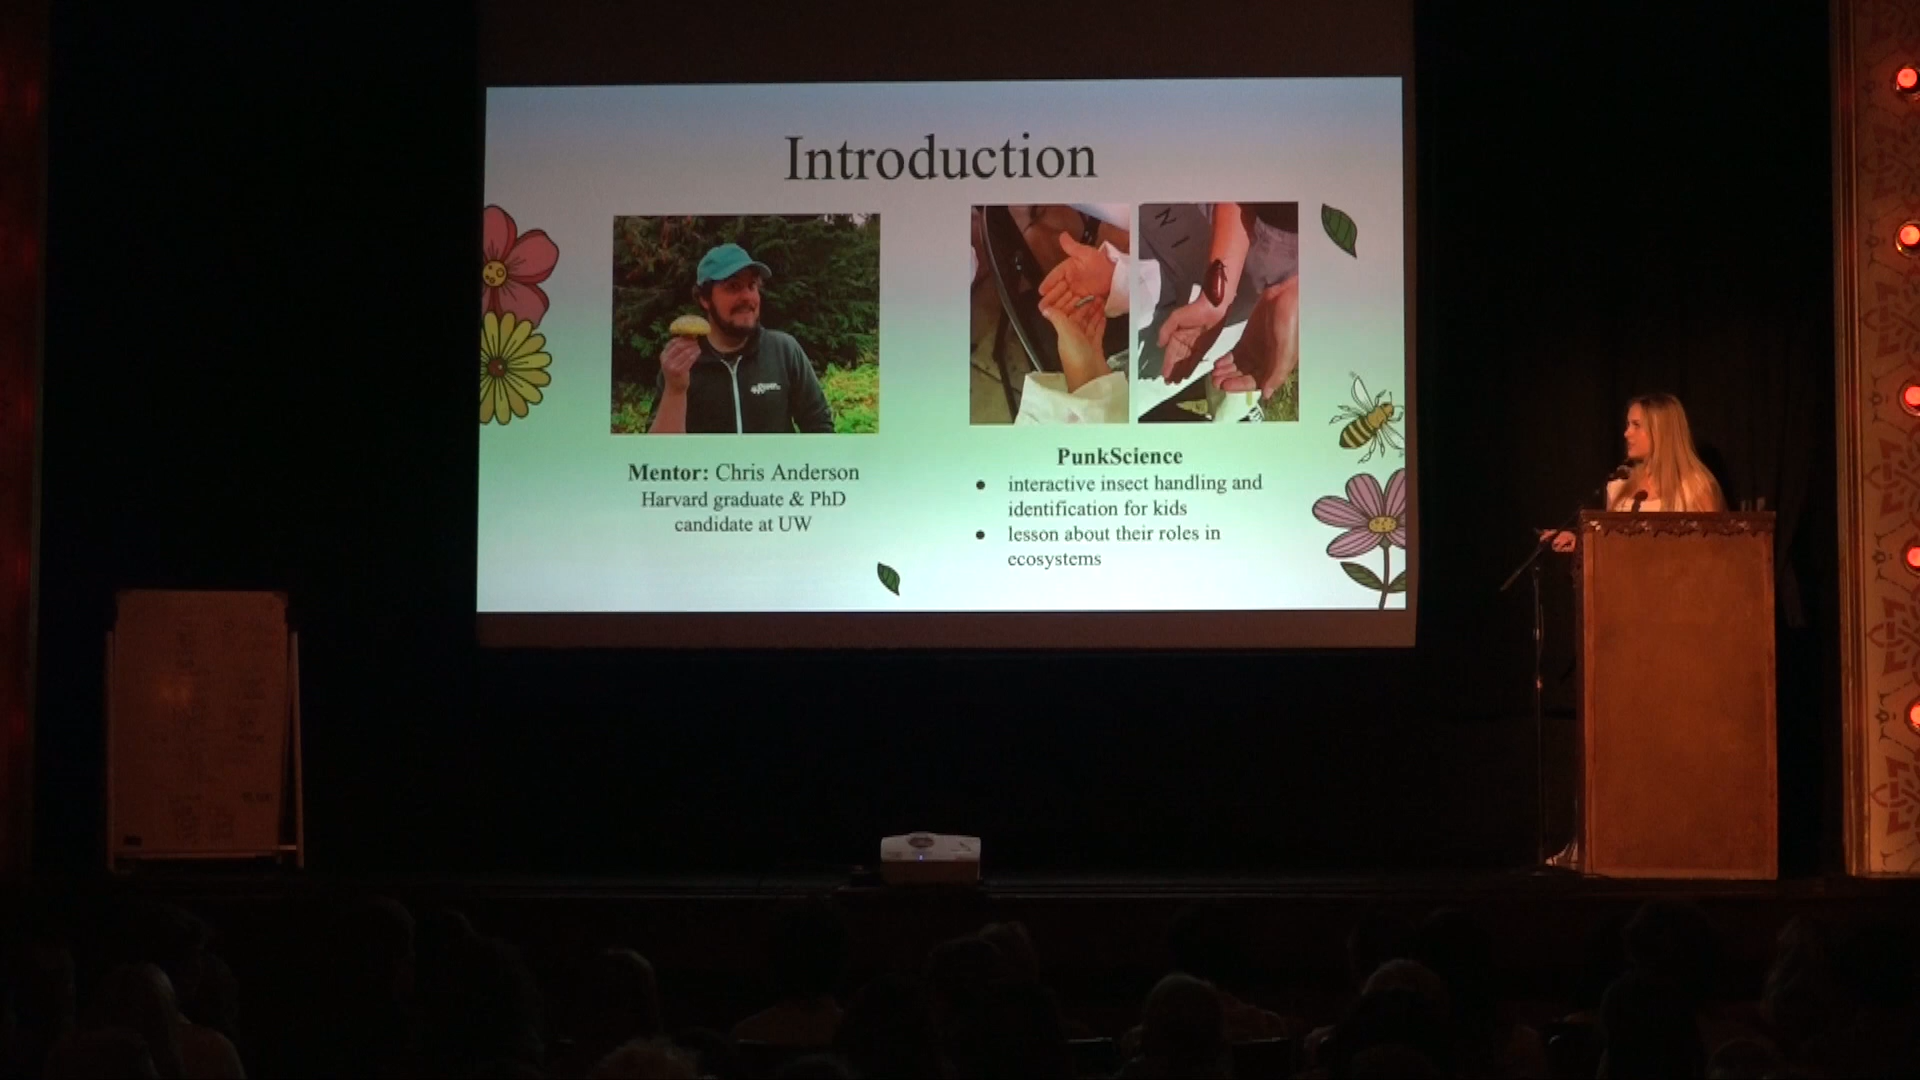 Introduction
Mentor: Chris Anderson
Harvard graduate & PhD
candidate at UW
PunkScience
● interactive insect handling and
identification for kids
● lesson about their roles in
ecosystems